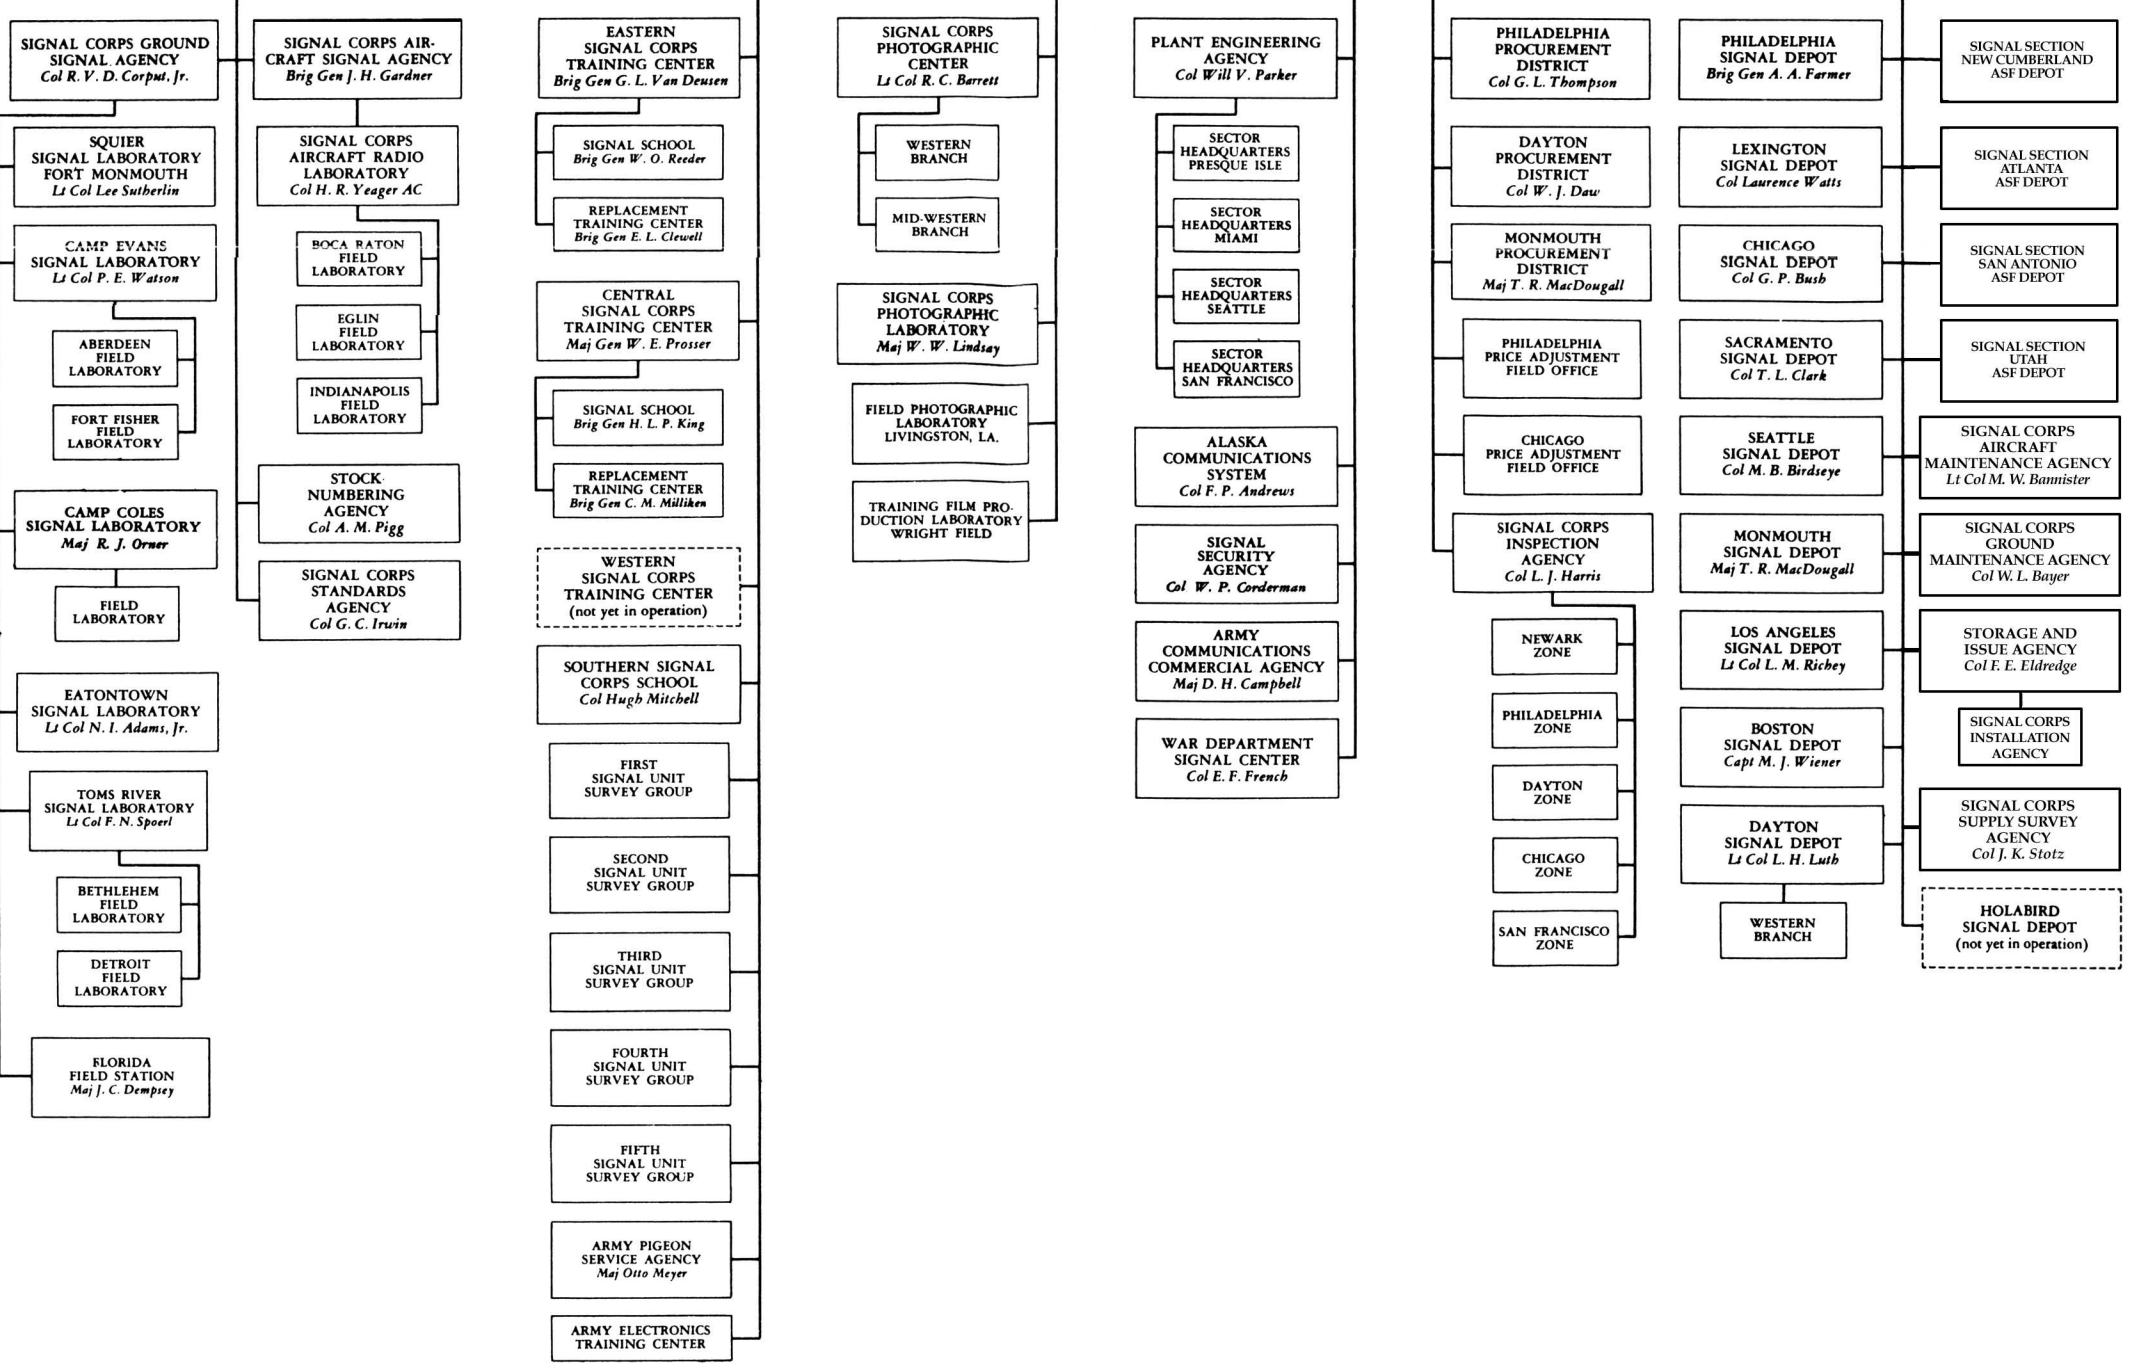 SIGNAL CORPS GROUND
SIGNAL AGENCY
Col R. V. D. Corput, Jr.
SQUIER
SIGNAL LABORATORY
FORT MONMOUTH
Lt Col Lee Sutherlin
CAMP EVANS
SIGNAL LABORATORY
Lt Col P. E. Watson
ABERDEEN
FIELD
LABORATORY
FORT FISHER
FIELD
LABORATORY
CAMP COLES
SIGNAL LABORATORY
Maj R. J. Orner
FIELD
LABORATORY
EATONTOWN
SIGNAL LABORATORY
Lt Col N. I. Adams, Jr.
TOMS RIVER
SIGNAL LABORATORY
Lt Col F. N. Spoerl
BETHLEHEM
FIELD
LABORATORY
DETROIT
FIELD
LABORATORY
FLORIDA
FIELD STATION
Maj J. C. Dempsey
SIGNAL CORPS AIR-
CRAFT SIGNAL AGENCY
Brig Gen J. H. Gardner
SIGNAL CORPS
AIRCRAFT RADIO
LABORATORY
Col H. R. Yeager AC
BOCA RATON
FIELD
LABORATORY
EGLIN
FIELD
LABORATORY
INDIANAPOLIS
FIELD
LABORATORY
STOCK
NUMBERING
AGENCY
Col A. M. Pigg
SIGNAL CORPS
STANDARDS
AGENCY
Col G. C. Irwin
EASTERN
SIGNAL CORPS
TRAINING CENTER
Brig Gen G. L. Van Deusen
SIGNAL SCHOOL
Brig Gen W. O. Reeder
REPLACEMENT
TRAINING CENTER
Brig Gen E. L. Clewell
CENTRAL
SIGNAL CORPS
TRAINING CENTER
Maj Gen W. E. Prosser
SIGNAL SCHOOL
Brig Gen H. L. P. King
REPLACEMENT
TRAINING CENTER
Brig Gen C. M. Milliken
WESTERN
SIGNAL CORPS
TRAINING CENTER
(not yet in operation)
SOUTHERN SIGNAL
CORPS SCHOOL
Col Hugh Mitchell
FIRST
SIGNAL UNIT
SURVEY GROUP
SECOND
SIGNAL UNIT
SURVEY GROUP
THIRD
SIGNAL UNIT
SURVEY GROUP
FOURTH
SIGNAL UNIT
SURVEY GROUP
FIFTH
SIGNAL UNIT
SURVEY GROUP
ARMY PIGEON
SERVICE AGENCY
Maj Otto Meyer
ARMY ELECTRONICS
TRAINING CENTER
SIGNAL CORPS
PHOTOGRAPHIC
CENTER
Lt Col R. C. Barrett
WESTERN
BRANCH
MID-WESTERN
BRANCH
SIGNAL CORPS
PHOTOGRAPHIC
LABORATORY
Maj W. W. Lindsay
FIELD PHOTOGRAPHIC
LABORATORY
LIVINGSTON, LA.
TRAINING FILM PRO-
DUCTION LABORATORY
WRIGHT FIELD
PLANT ENGINEERING
AGENCY
Col Will V. Parker
SECTOR
HEADQUARTERS
PRESQUE ISLE
SECTOR
HEADQUARTERS
MIAMI
SECTOR
HEADQUARTERS
SEATTLE
SECTOR
HEADQUARTERS
SAN FRANCISCO
ALASKA
COMMUNICATIONS
SYSTEM
Col F. P. Andrews
SIGNAL
SECURITY
AGENCY
Col W. P. Corderman
ARMY
COMMUNICATIONS
COMMERCIAL AGENCY
Maj D. H. Campbell
WAR DEPARTMENT
SIGNAL CENTER
Col E. F. French
PHILADELPHIA
PROCUREMENT
DISTRICT
Col G. L. Thompson
DAYTON
PROCUREMENT
DISTRICT
Col W. J. Daw
MONMOUTH
PROCUREMENT
DISTRICT
Maj T. R. MacDougall
PHILADELPHIA
PRICE ADJUSTMENT
FIELD OFFICE
CHICAGO
PRICE ADJUSTMENT
FIELD OFFICE
SIGNAL CORPS
INSPECTION
AGENCY
Col L. J. Harris
NEWARK
ZONE
PHILADELPHIA
ZONE
DAYTON
ZONE
CHICAGO
ZONE
SAN FRANCISCO
ZONE
PHILADELPHIA
SIGNAL DEPOT
Brig Gen A. A. Farmer
LEXINGTON
SIGNAL DEPOT
Col Laurence Watts
CHICAGO
SIGNAL DEPOT
Col G. P. Bush
SACRAMENTO
SIGNAL DEPOT
Col T. L. Clark
SEATTLE
SIGNAL DEPOT
Col M. B. Birdseye
MONMOUTH
SIGNAL DEPOT
Maj T. R. MacDougall
LOS ANGELES
SIGNAL DEPOT
Lt Col L. M. Richey
BOSTON
SIGNAL DEPOT
Capt M. J. Wiener
DAYTON
SIGNAL DEPOT
Lt Col L. H. Luth
WESTERN
BRANCH
SIGNAL SECTION
NEW CUMBERLAND
ASF DEPOT
SIGNAL SECTION
ATLANTA
ASF DEPOT
SIGNAL SECTION
SAN ANTONIO
ASF DEPOT
SIGNAL SECTION
UTAH
ASF DEPOT
SIGNAL CORPS
AIRCRAFT
MAINTENANCE AGENCY
Lt Col M. W. Bannister
SIGNAL CORPS
GROUND
MAINTENANCE AGENCY
Col W. L. Bayer
STORAGE AND
ISSUE AGENCY
Col F. E. Eldredge
SIGNAL CORPS
INSTALLATION
AGENCY
SIGNAL CORPS
SUPPLY SURVEY
AGENCY
Col J. K. Stotz
HOLABIRD
SIGNAL DEPOT
(not yet in operation)